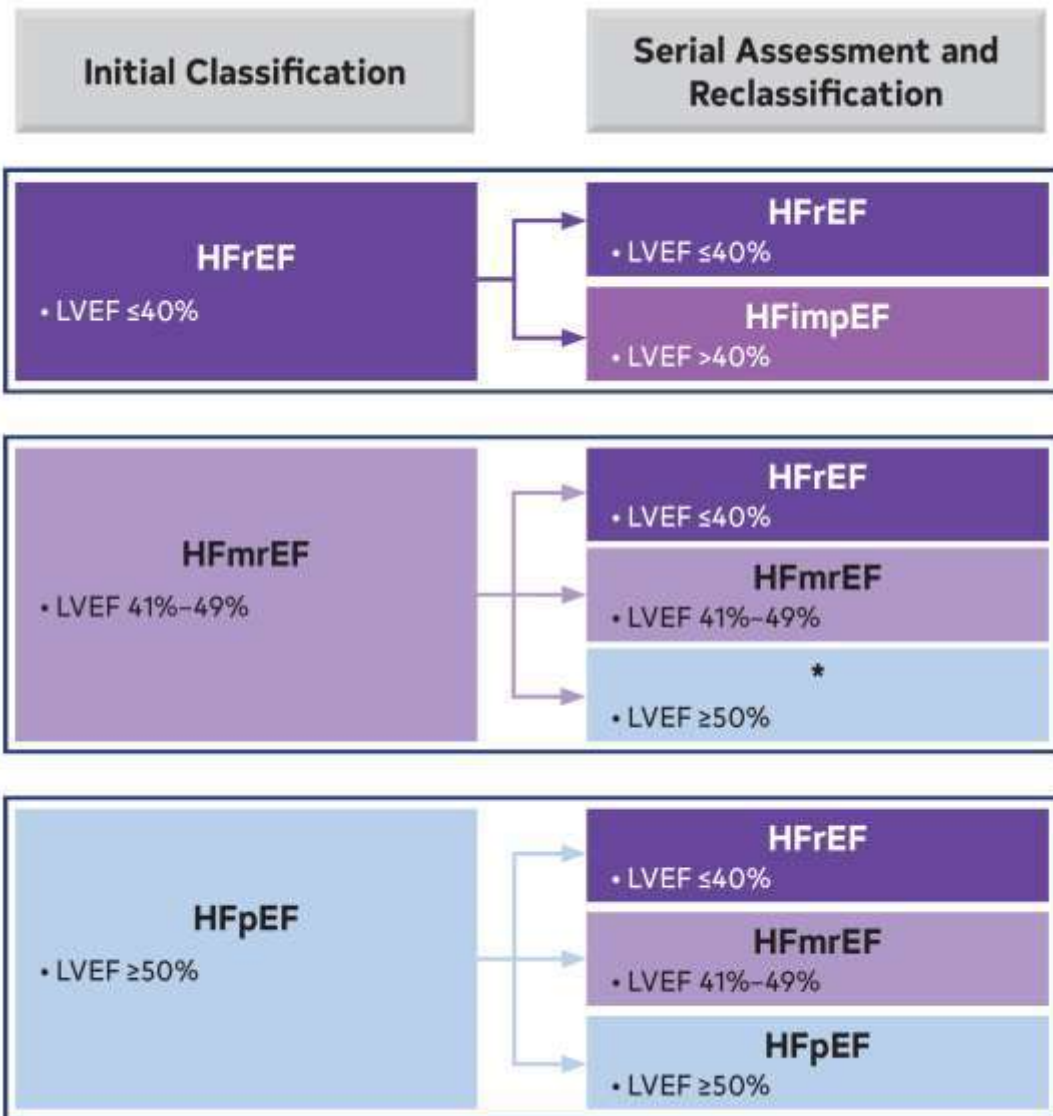 Initial Classification
Serial Assessment and
Reclassification
HFrEF
• LVEF ≤40%
HFrEF
• LVEF ≤40%
HFimpEF
• LVEF >40%
HFmrEF
• LVEF 41%–49%
HFrEF
• LVEF ≤40%
HFmrEF
• LVEF 41%–49%
*
• LVEF ≥50%
HFpEF
• LVEF ≥50%
HFrEF
• LVEF ≤40%
HFmrEF
• LVEF 41%–49%
HFpEF
• LVEF ≥50%